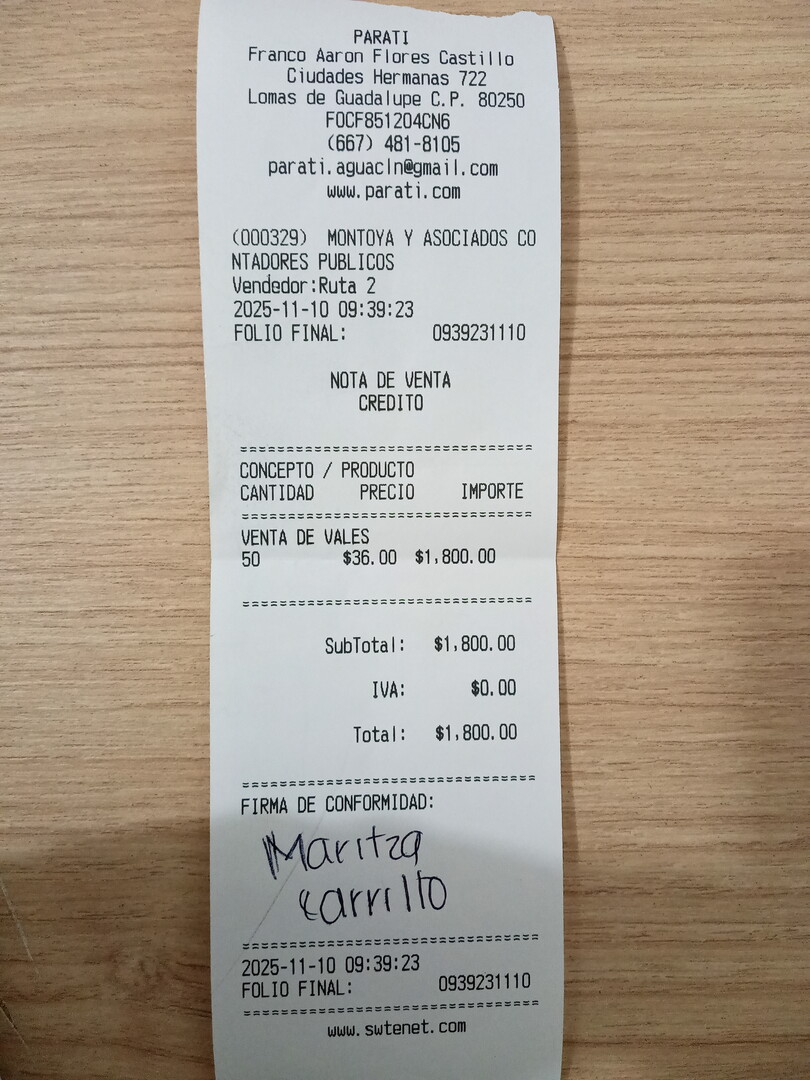 PARATI
Franco Aaron Flores Castillo
Ciudades Hermanas 722
Lomas de Guadalupe C.P. 80250
FOCF851204CN6
(667) 481-8105
parati.aguacln@gmail.com
www.parati.com
(000329) MONTOYA Y ASOCIADOS CO
NTADORES PUBLICOS
Vendedor:Ruta 2
2025-11-10 09:39:23
FOLIO FINAL: 0939231110
NOTA DE VENTA
CREDITO
================================
CONCEPTO / PRODUCTO
CANTIDAD PRECIO IMPORTE
================================
VENTA DE VALES
50 $36.00 $1,800.00
================================
SubTotal: $1,800.00
IVA: $0.00
Total: $1,800.00
================================
FIRMA DE CONFORMIDAD:
Maritza
Carrillo
================================
2025-11-10 09:39:23
FOLIO FINAL: 0939231110
================================
www.swtenet.com